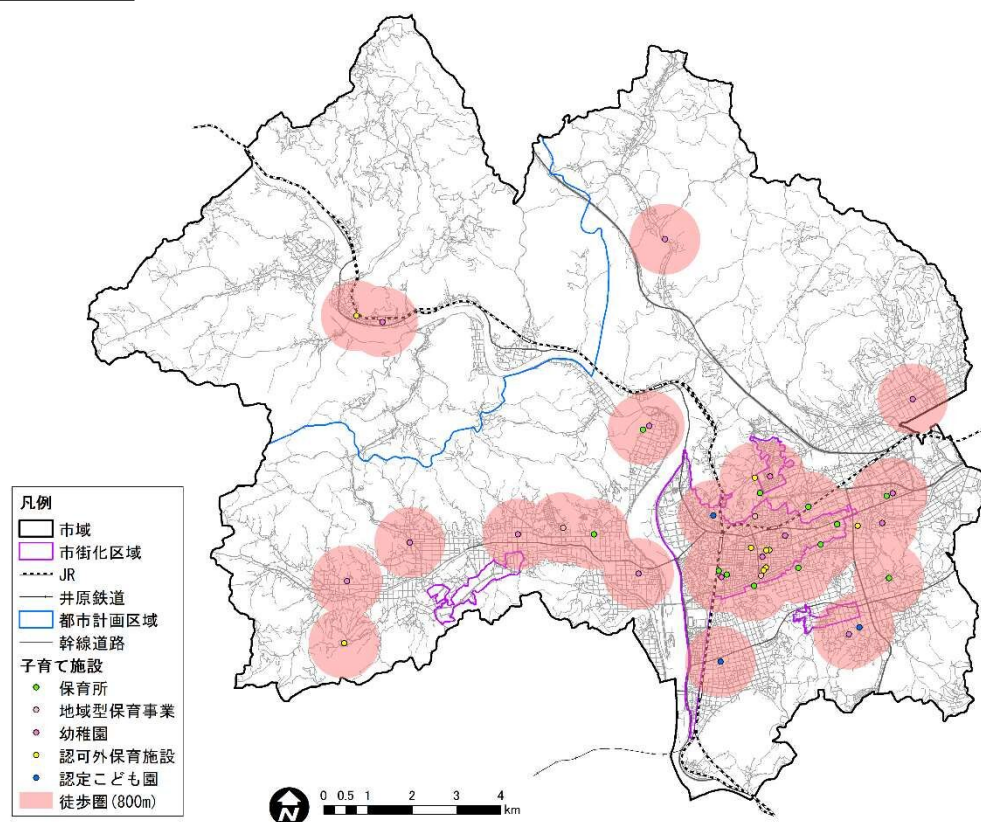 凡例
市域
市街化区域
JR
井原鉄道
都市計画区域
幹線道路
子育て施設
保育所
地域型保育事業
幼稚園
認可外保育施設
認定こども園
徒歩圏(800m)
N
0 0.5 1 2 3 4
km